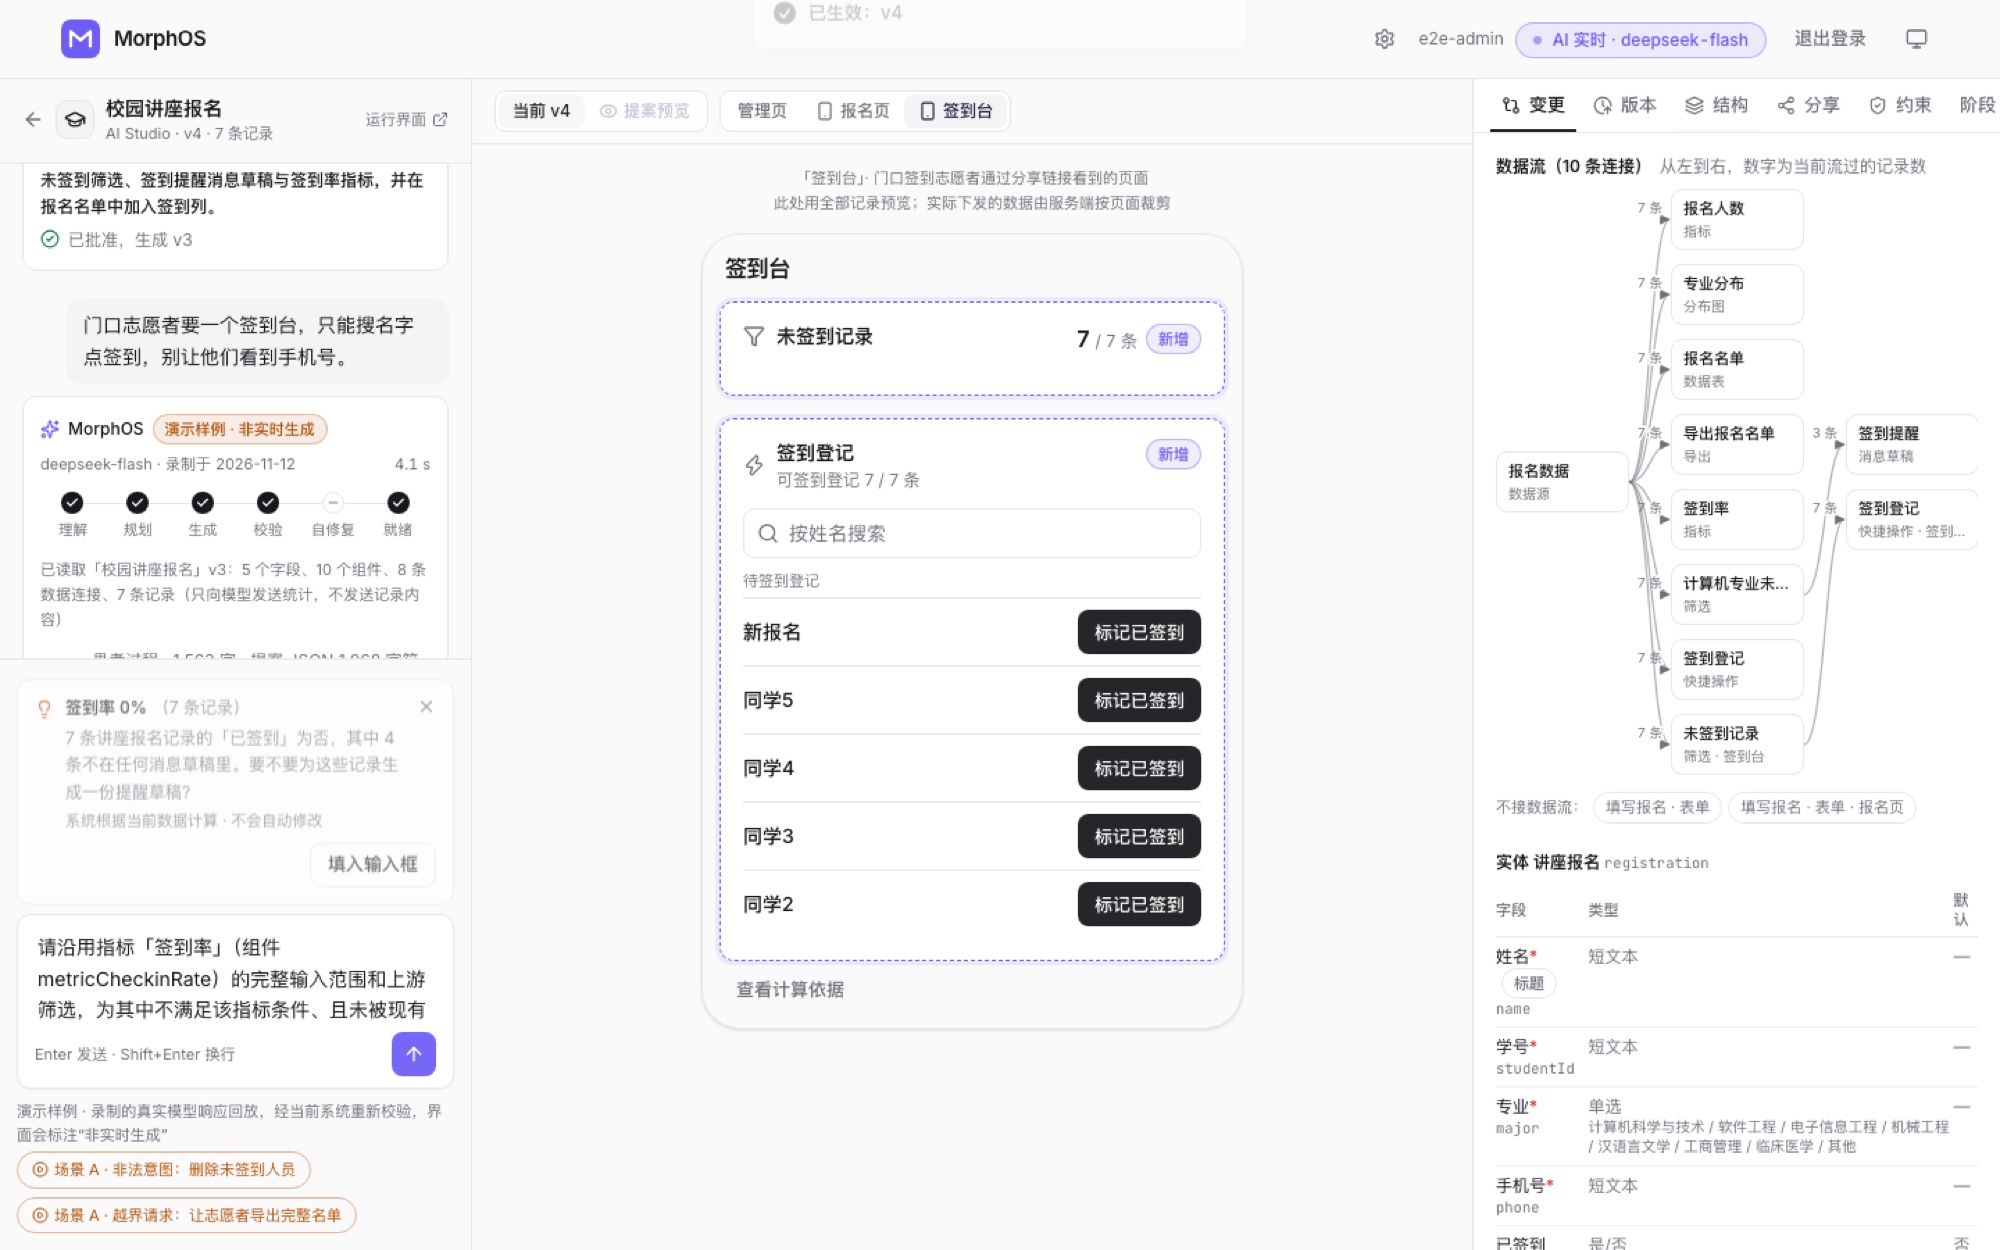 已生效：v4
MorphOS
e2e-admin
AI 实时 · deepseek-flash
退出登录
校园讲座报名
AI Studio · v4 · 7 条记录
运行界面
未签到筛选、签到提醒消息草稿与签到率指标，并在
报名名单中加入签到列。
已批准，生成 v3
门口志愿者要一个签到台，只能搜名字
点签到，别让他们看到手机号。
MorphOS
演示样例 · 非实时生成
deepseek-flash · 录制于 2026-11-12
4.1 s
理解
规划
生成
校验
自修复
就绪
已读取「校园讲座报名」v3：5 个字段、10 个组件、8 条
数据连接、7 条记录（只向模型发送统计，不发送记录内
容）
签到率 0%
（7 条记录）
7 条讲座报名记录的「已签到」为否，其中 4
条不在任何消息草稿里。要不要为这些记录生
成一份提醒草稿？
系统根据当前数据计算 · 不会自动修改
填入输入框
请沿用指标「签到率」（组件
metricCheckinRate）的完整输入范围和上游
筛选，为其中不满足该指标条件、且未被现有
Enter 发送 · Shift+Enter 换行
演示样例 · 录制的真实模型响应回放，经当前系统重新校验，界
面会标注“非实时生成”
场景 A · 非法意图：删除未签到人员
场景 A · 越界请求：让志愿者导出完整名单
当前 v4
提案预览
管理页
报名页
签到台
「签到台」· 门口签到志愿者通过分享链接看到的页面
此处用全部记录预览；实际下发的数据由服务端按页面裁剪
签到台
未签到记录
7 / 7 条
新增
签到登记
可签到登记 7 / 7 条
新增
按姓名搜索
待签到登记
新报名
标记已签到
同学5
标记已签到
同学4
标记已签到
同学3
标记已签到
同学2
标记已签到
查看计算依据
变更
版本
结构
分享
约束
阶段
数据流（10 条连接）
从左到右，数字为当前流过的记录数
报名数据
数据源
7 条
报名人数
指标
7 条
专业分布
分布图
7 条
报名名单
数据表
7 条
导出报名名单
导出
3 条
签到提醒
消息草稿
7 条
签到率
指标
7 条
签到登记
快捷操作 · 签到...
7 条
计算机专业未...
筛选
7 条
签到登记
快捷操作
7 条
未签到记录
筛选 · 签到台
不接数据流：
填写报名 · 表单
填写报名 · 表单 · 报名页
实体 讲座报名 registration
字段
类型
默认
姓名*
标题
name
短文本
—
学号*
studentId
短文本
—
专业*
major
单选
计算机科学与技术 / 软件工程 / 电子信息工程 / 机械工程
/ 汉语言文学 / 工商管理 / 临床医学 / 其他
—
手机号*
phone
短文本
—
已签到
是/否
否